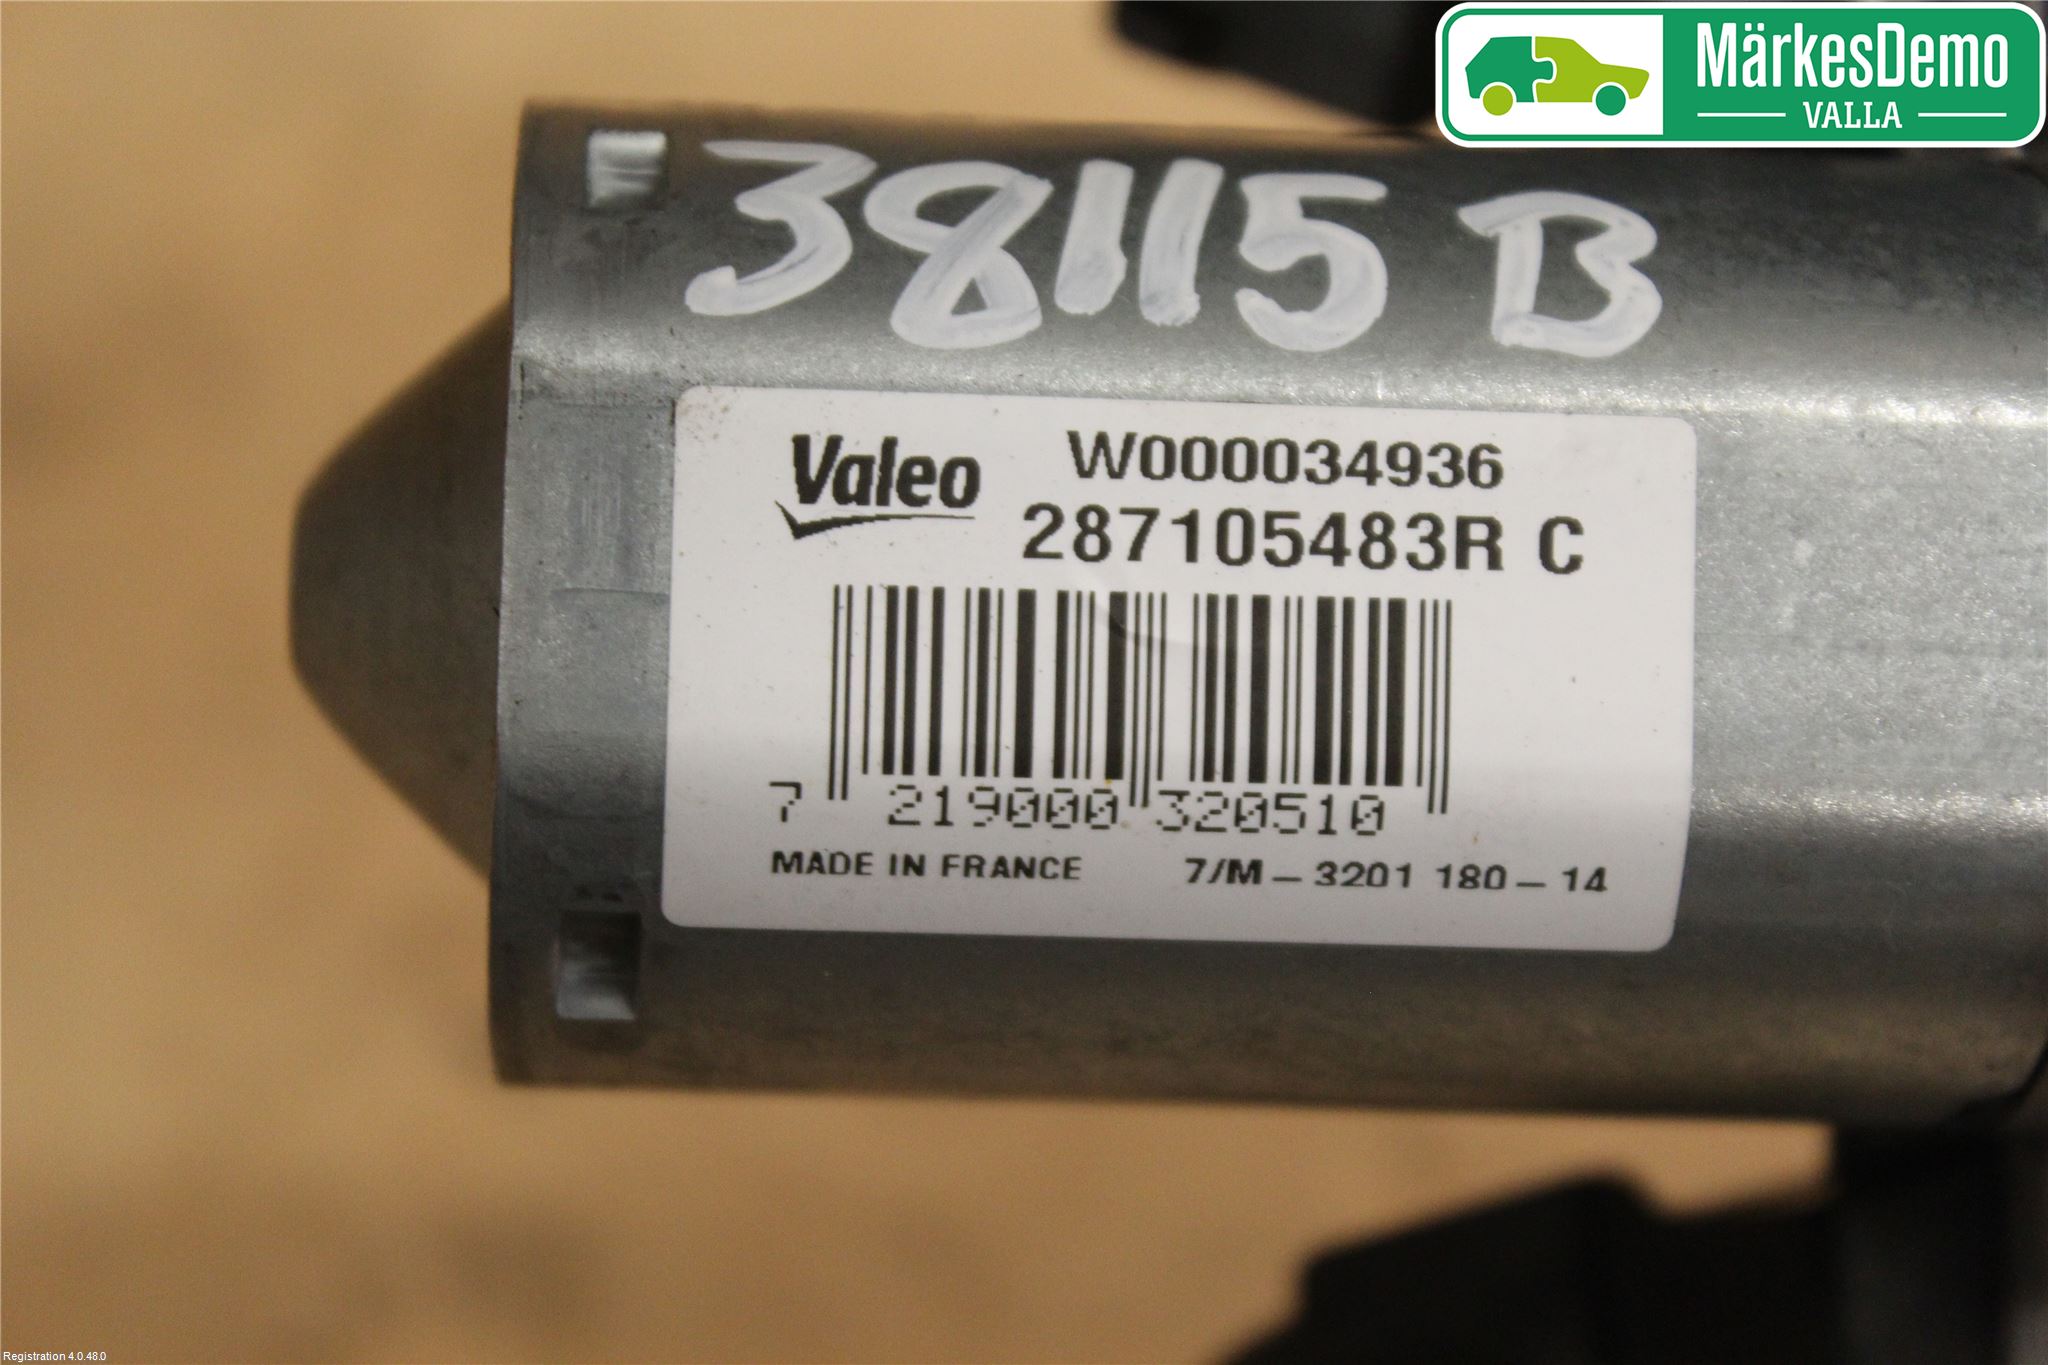 MärkesDemo
VALLA
38115 B
Valeo
W000034936
287105483R C
7 219000 320510
MADE IN FRANCE 7/M - 3201 180 - 14
Registration 4.0.48.0